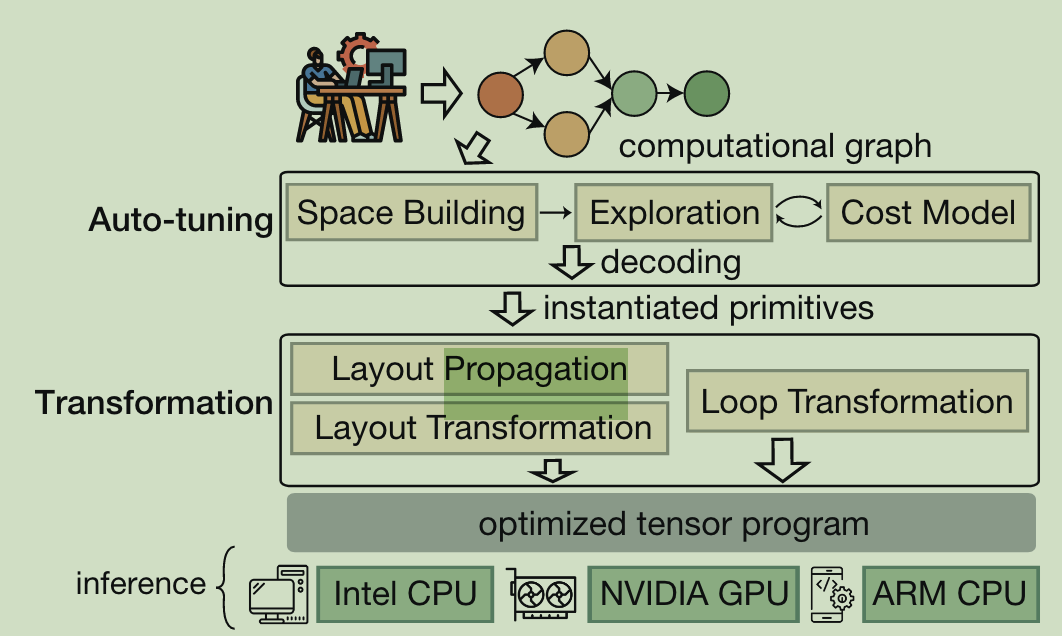 computational graph
Auto-tuning
Space Building
Exploration
Cost Model
decoding
instantiated primitives
Transformation
Layout Propagation
Layout Transformation
Loop Transformation
optimized tensor program
inference
Intel CPU
NVIDIA GPU
ARM CPU